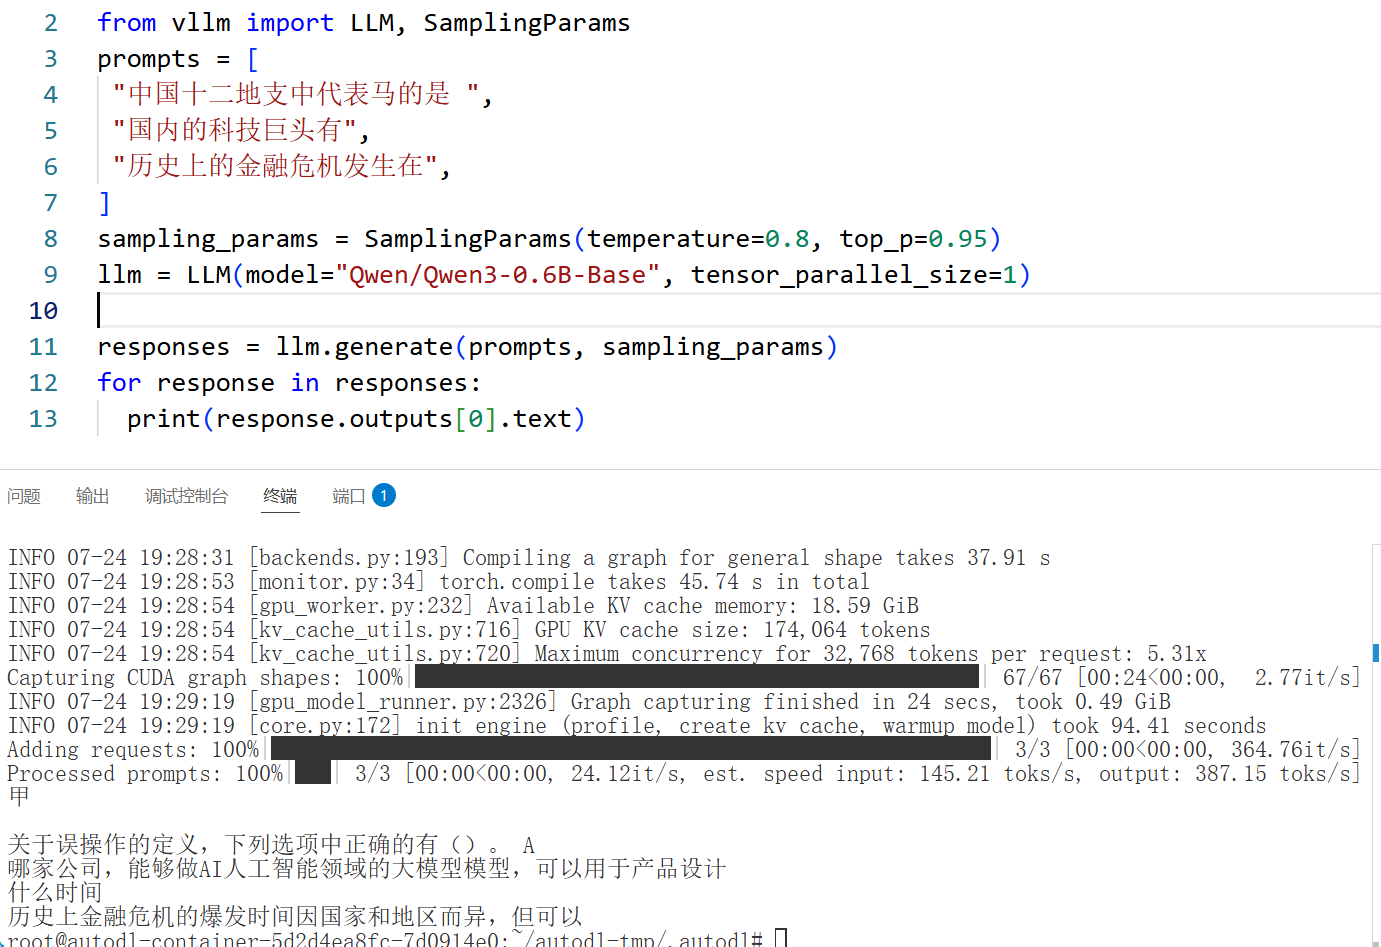 2 from vllm import LLM, SamplingParams
3 prompts = [
4 "中国十二地支中代表马的是 ",
5 "国内的科技巨头有",
6 "历史上的金融危机发生在",
7 ]
8 sampling_params = SamplingParams(temperature=0.8, top_p=0.95)
9 llm = LLM(model="Qwen/Qwen3-0.6B-Base", tensor_parallel_size=1)
10
11 responses = llm.generate(prompts, sampling_params)
12 for response in responses:
13 print(response.outputs[0].text)
问题 输出 调试控制台 终端 端口 1
INFO 07-24 19:28:31 [backends.py:193] Compiling a graph for general shape takes 37.91 s
INFO 07-24 19:28:53 [monitor.py:34] torch.compile takes 45.74 s in total
INFO 07-24 19:28:54 [gpu_worker.py:232] Available KV cache memory: 18.59 GiB
INFO 07-24 19:28:54 [kv_cache_utils.py:716] GPU KV cache size: 174,064 tokens
INFO 07-24 19:28:54 [kv_cache_utils.py:720] Maximum concurrency for 32,768 tokens per request: 5.31x
Capturing CUDA graph shapes: 100%| | 67/67 [00:24<00:00, 2.77it/s]
INFO 07-24 19:29:19 [gpu_model_runner.py:2326] Graph capturing finished in 24 secs, took 0.49 GiB
INFO 07-24 19:29:19 [core.py:172] init engine (profile, create kv cache, warmup model) took 94.41 seconds
Adding requests: 100%| | 3/3 [00:00<00:00, 364.76it/s]
Processed prompts: 100%| | 3/3 [00:00<00:00, 24.12it/s, est. speed input: 145.21 toks/s, output: 387.15 toks/s]
甲
关于误操作的定义，下列选项中正确的有（）。 A
哪家公司，能够做AI人工智能领域的大模型模型，可以用于产品设计
什么时间
历史上金融危机的爆发时间因国家和地区而异，但可以
root@autodl-container-5d2d4ea8fc-7d0914e0:~/autodl-tmp/.autodl#